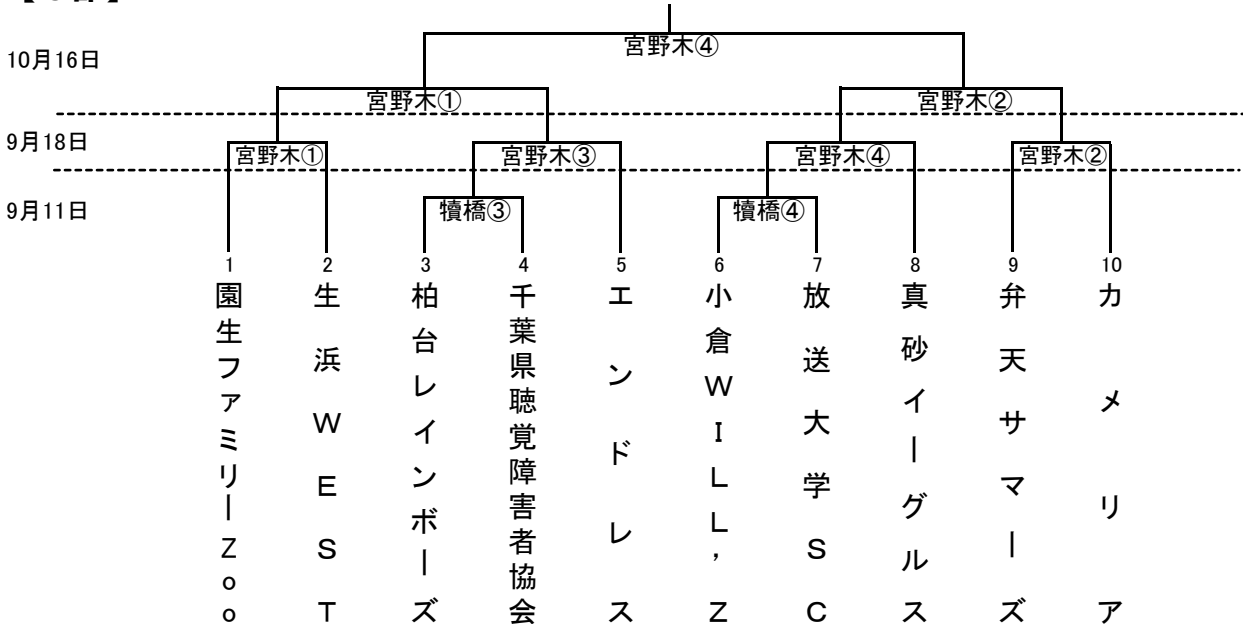 宮野木④
10月16日
宮野木①
宮野木②
9月18日
宮野木①
宮野木③
宮野木④
宮野木②
9月11日
犢橋③
犢橋④
1
2
3
4
5
6
7
8
9
10
園生ファミリーZoo
生浜WEST
柏台レインボーズ
千葉県聴覚障害者協会
エンドレス
小倉WILL’Z
放送大学SC
真砂イーグルス
弁天サマーズ
カメリア